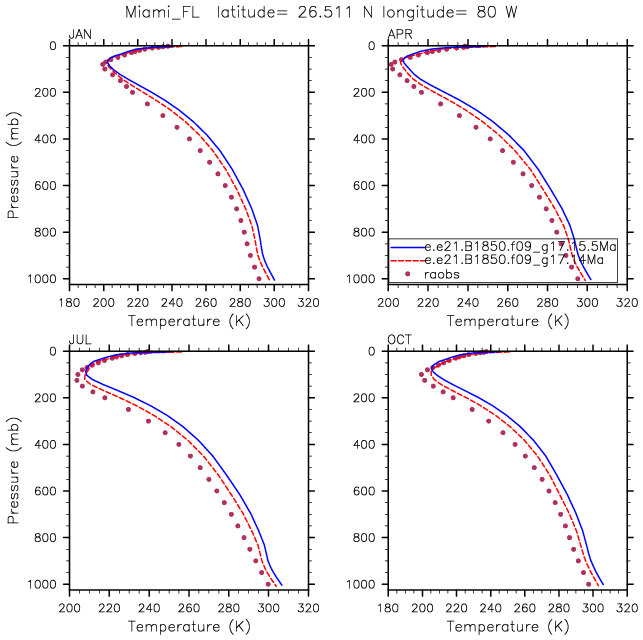 Miami_FL latitude= 26.511 N longitude= 80 W
JAN
APR
0
200
400
600
800
1000
Pressure (mb)
180 200 220 240 260 280 300 320
Temperature (K)
0
200
400
600
800
1000
200 220 240 260 280 300 320
Temperature (K)
e.e21.B1850.f09_g17.15.5Ma
e.e21.B1850.f09_g17.14Ma
raobs
JUL
OCT
0
200
400
600
800
1000
Pressure (mb)
200 220 240 260 280 300 320
Temperature (K)
0
200
400
600
800
1000
180 200 220 240 260 280 300 320
Temperature (K)